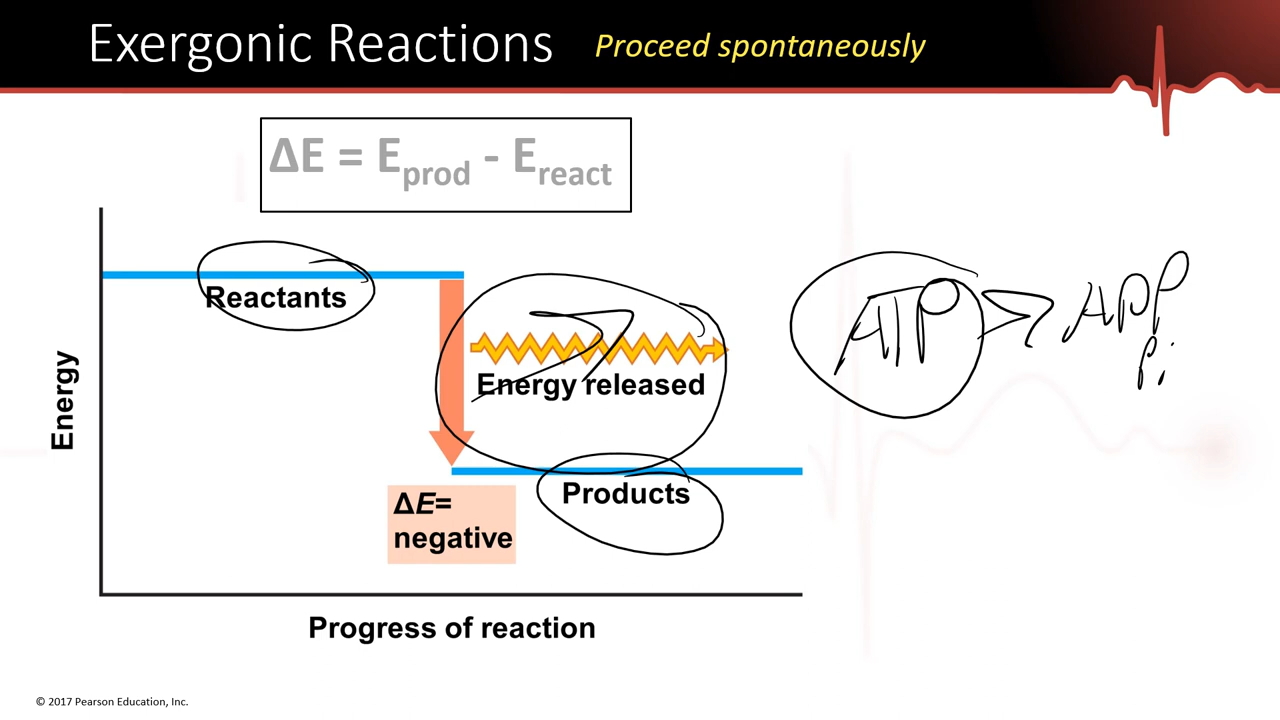 Exergonic Reactions Proceed spontaneously
ΔE = Eprod - Ereact
Reactants
Energy released
ATP > APP
Pi
Products
ΔE=
negative
Energy
Progress of reaction
© 2017 Pearson Education, Inc.